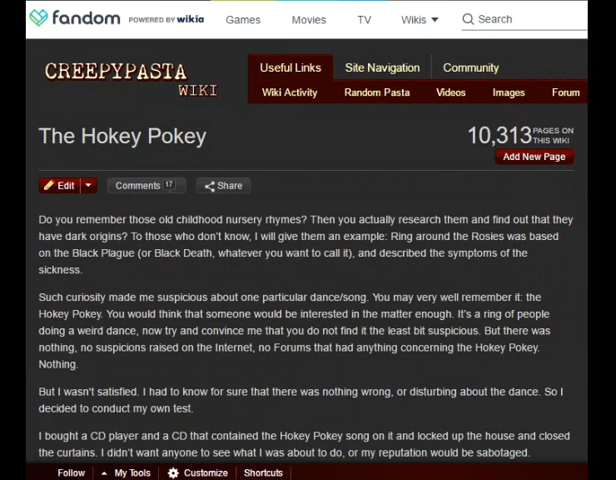 fandom POWERED BY wikia Games Movies TV Wikis Search
CREEPYPASTA WIKI
Useful Links Site Navigation Community
Wiki Activity Random Pasta Videos Images Forum
The Hokey Pokey
10,313 PAGES ON THIS WIKI
Add New Page
Edit Comments 17 Share
Do you remember those old childhood nursery rhymes? Then you actually research them and find out that they
have dark origins? To those who don't know, I will give them an example: Ring around the Rosies was based
on the Black Plague (or Black Death, whatever you want to call it), and described the symptoms of the
sickness.
Such curiosity made me suspicious about one particular dance/song. You may very well remember it: the
Hokey Pokey. You would think that someone would be interested in the matter enough. It's a ring of people
doing a weird dance, now try and convince me that you do not find it the least bit suspicious. But there was
nothing, no suspicions raised on the Internet, no Forums that had anything concerning the Hokey Pokey.
Nothing.
But I wasn't satisfied. I had to know for sure that there was nothing wrong, or disturbing about the dance. So I
decided to conduct my own test.
I bought a CD player and a CD that contained the Hokey Pokey song on it and locked up the house and closed
the curtains. I didn't want anyone to see what I was about to do, or my reputation would be sabotaged.
Follow My Tools Customize Shortcuts